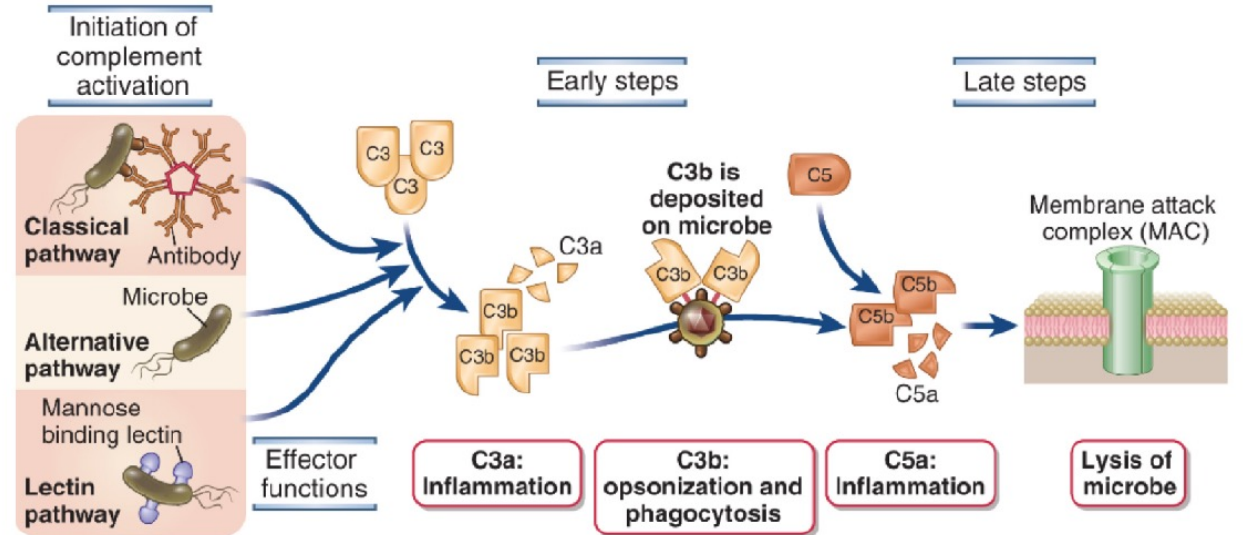 Initiation of
complement
activation
Early steps
Late steps
Classical
pathway
Antibody
Microbe
Alternative
pathway
Mannose
binding lectin
Lectin
pathway
C3
C3
C3
C3a
C3b
C3b
C3b
C3b is
deposited
on microbe
C3b
C3b
C5
C5b
C5b
C5a
Membrane attack
complex (MAC)
Effector
functions
C3a:
Inflammation
C3b:
opsonization and
phagocytosis
C5a:
Inflammation
Lysis of
microbe